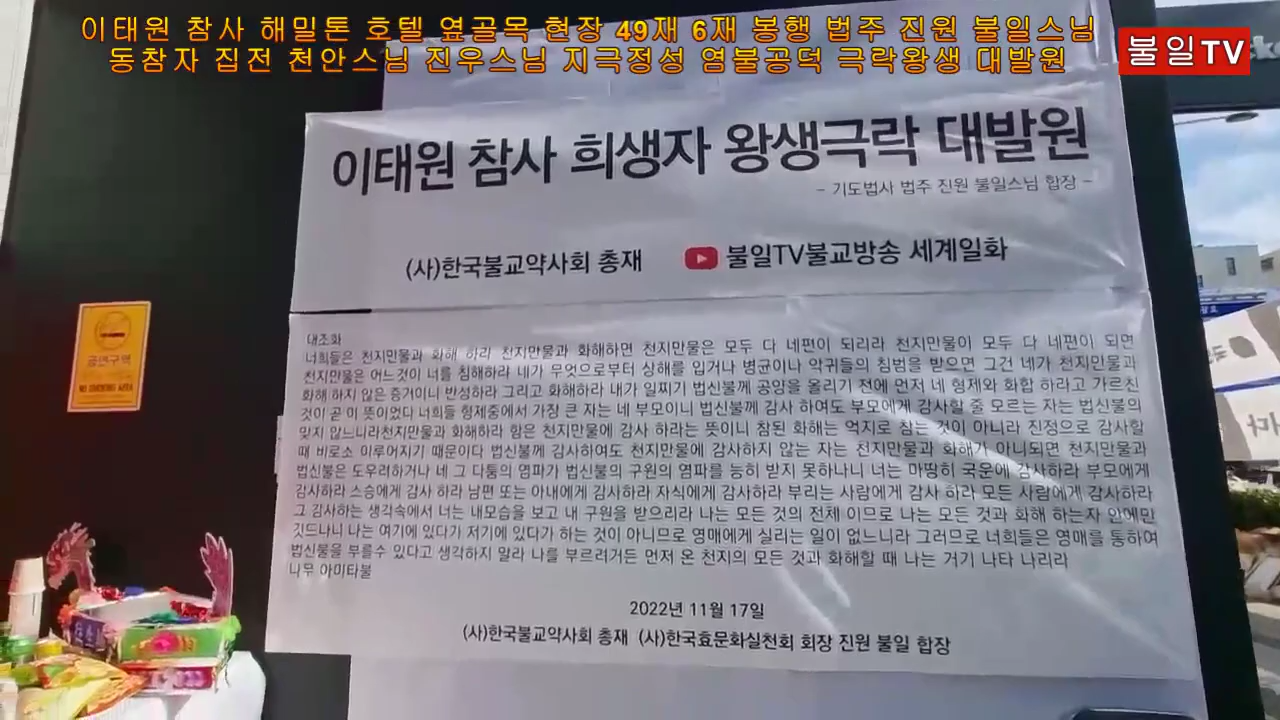 이태원 참사 해밀톤 호텔 옆골목 현장 49재 6재 봉행 법주 진원 불일스님
동참자 집전 천안스님 진우스님 지극정성 염불공덕 극락왕생 대발원
불일TV
이태원 참사 희생자 왕생극락 대발원
- 기도법사 법주 진원 불일스님 합장 -
(사)한국불교약사회 총재
불일TV불교방송 세계일화
대조화
너희들은 천지만물과 화해 하라 천지만물과 화해하면 천지만물은 모두 다 네편이 되리라 천지만물이 모두 다 네편이 되면
천지만물은 어느것이 너를 침해하랴 네가 무엇으로부터 상해를 입거나 병균이나 악귀들의 침범을 받으면 그건 네가 천지만물과
화해 하지 않은 증거이니 반성하라 그리고 화해하라 내가 일찌기 법신불께 공양을 올리기 전에 먼저 네 형제와 화합 하라고 가르친
것이 곧 이 뜻이었다 너희들 형제중에서 가장 큰 자는 네 부모이니 법신불께 감사 하여도 부모에게 감사할 줄 모르는 자는 법신불의
맞지 않느니라천지만물과 화해하라 함은 천지만물에 감사 하라는 뜻이니 참된 화해는 억지로 참는 것이 아니라 진정으로 감사할
때 비로소 이루어지기 때문이다 법신불께 감사하여도 천지만물에 감사하지 않는 자는 천지만물과 화해가 아니되면 천지만물과
법신불은 도우려하거나 네 그 다툼의 염파가 법신불의 구원의 염파를 능히 받지 못하나니 너는 마땅히 국운에 감사하라 부모에게
감사하라 스승에게 감사 하라 남편 또는 아내에게 감사하라 자식에게 감사하라 부리는 사람에게 감사 하라 모든 사람에게 감사하라
그 감사하는 생각속에서 너는 내모습을 보고 내 구원을 받으리라 나는 모든 것의 전체 이므로 나는 모든 것과 화해 하는자 안에만
깃드나니 나는 여기에 있다가 저기에 있다가 하는 것이 아니므로 영매에게 실리는 일이 없느니라 그러므로 너희들은 영매를 통하여
법신물을 부를수 있다고 생각하지 말라 나를 부르려거든 먼저 온 천지의 모든 것과 화해할 때 나는 거기 나타 나리라
나무 아미타불
2022년 11월 17일
(사)한국불교약사회 총재 (사)한국효문화실천회 회장 진원 불일 합장
금연구역